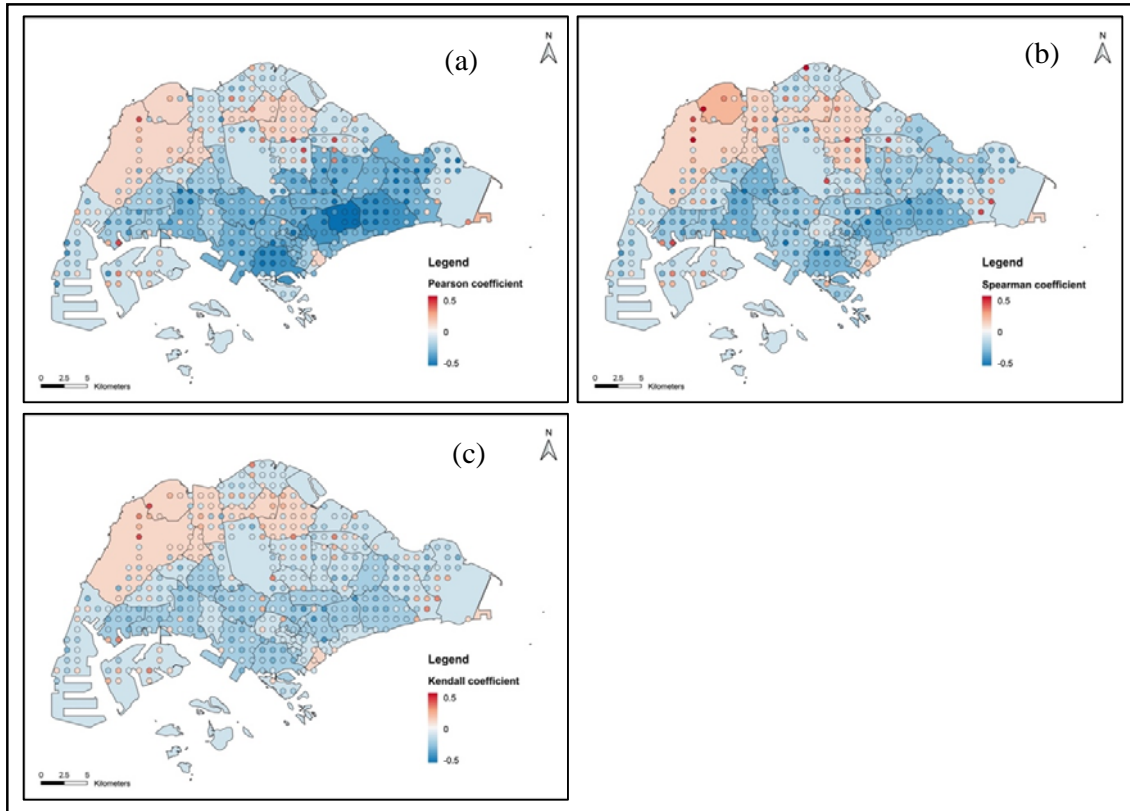 N
(a)
Legend
Pearson coefficient
0.5
0
-0.5
0 2.5 5
Kilometers
N
(b)
Legend
Spearman coefficient
0.5
0
-0.5
0 2.5 5
Kilometers
N
(c)
Legend
Kendall coefficient
0.5
0
-0.5
0 2.5 5
Kilometers